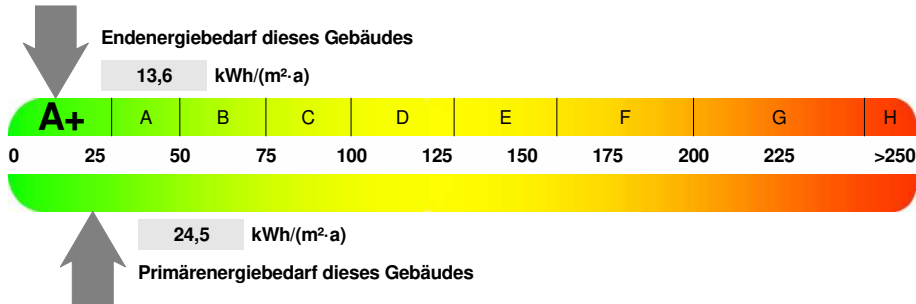 Endenergiebedarf dieses Gebäudes
13,6 kWh/(m²·a)
A+ A B C D E F G H
0 25 50 75 100 125 150 175 200 225 >250
24,5 kWh/(m²·a)
Primärenergiebedarf dieses Gebäudes